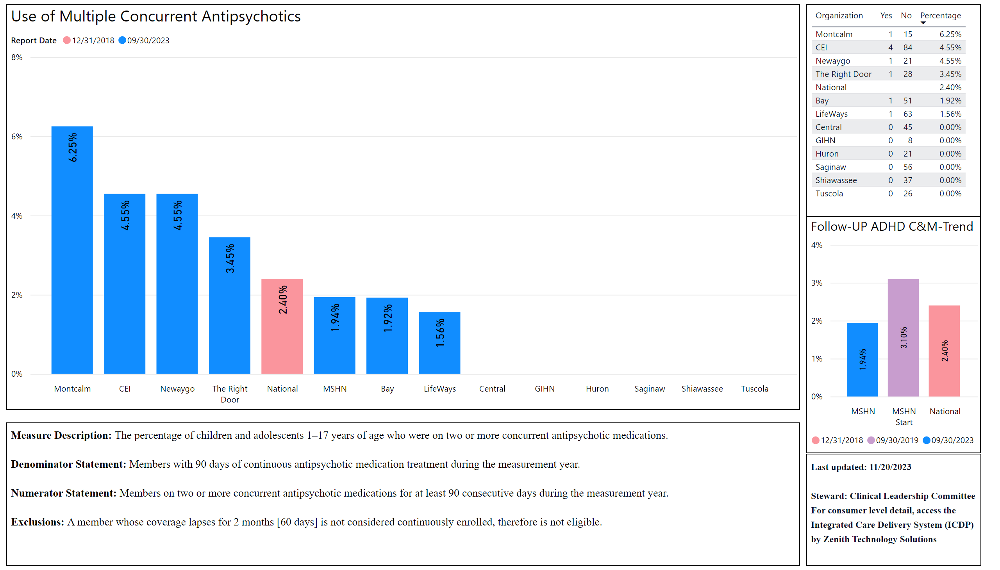 Use of Multiple Concurrent Antipsychotics
Report Date 12/31/2018 09/30/2023
8%
6%
4%
2%
0%
6.25%
4.55%
4.55%
3.45%
2.40%
1.94%
1.92%
1.56%
Montcalm CEI Newaygo The Right Door National MSHN Bay LifeWays Central GIHN Huron Saginaw Shiawassee Tuscola
Measure Description: The percentage of children and adolescents 1–17 years of age who were on two or more concurrent antipsychotic medications.
Denominator Statement: Members with 90 days of continuous antipsychotic medication treatment during the measurement year.
Numerator Statement: Members on two or more concurrent antipsychotic medications for at least 90 consecutive days during the measurement year.
Exclusions: A member whose coverage lapses for 2 months [60 days] is not considered continuously enrolled, therefore is not eligible.
Organization Yes No Percentage
Montcalm 1 15 6.25%
CEI 4 84 4.55%
Newaygo 1 21 4.55%
The Right Door 1 28 3.45%
National 2.40%
Bay 1 51 1.92%
LifeWays 1 63 1.56%
Central 0 45 0.00%
GIHN 0 8 0.00%
Huron 0 21 0.00%
Saginaw 0 56 0.00%
Shiawassee 0 37 0.00%
Tuscola 0 26 0.00%
Follow-UP ADHD C&M-Trend
4%
3%
2%
1%
0%
1.94%
3.10%
2.40%
MSHN MSHN Start National
12/31/2018 09/30/2019 09/30/2023
Last updated: 11/20/2023
Steward: Clinical Leadership Committee
For consumer level detail, access the
Integrated Care Delivery System (ICDP)
by Zenith Technology Solutions